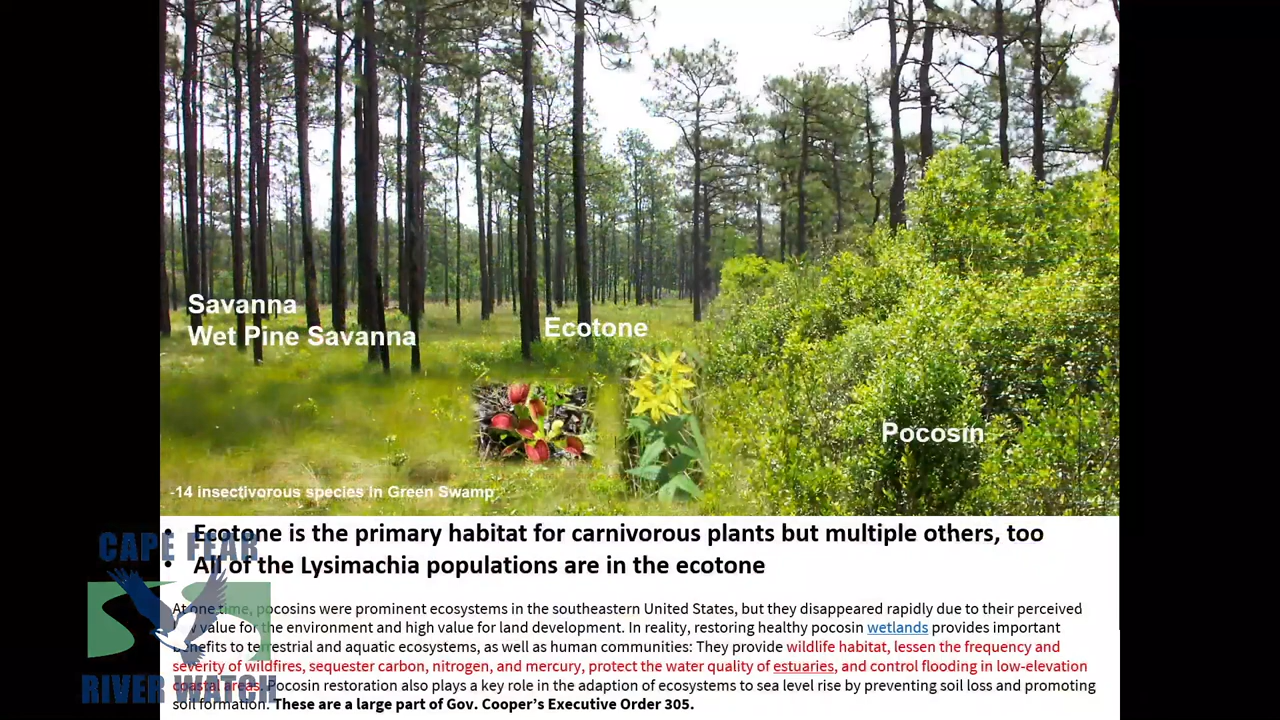 Savanna
Wet Pine Savanna
Ecotone
Pocosin
-14 insectivorous species in Green Swamp
• Ecotone is the primary habitat for carnivorous plants but multiple others, too
• All of the Lysimachia populations are in the ecotone
At one time, pocosins were prominent ecosystems in the southeastern United States, but they disappeared rapidly due to their perceived
low value for the environment and high value for land development. In reality, restoring healthy pocosin wetlands provides important
benefits to terrestrial and aquatic ecosystems, as well as human communities: They provide wildlife habitat, lessen the frequency and
severity of wildfires, sequester carbon, nitrogen, and mercury, protect the water quality of estuaries, and control flooding in low-elevation
coastal areas. Pocosin restoration also plays a key role in the adaption of ecosystems to sea level rise by preventing soil loss and promoting
soil formation. These are a large part of Gov. Cooper's Executive Order 305.
CAPE FEAR
RIVER WATCH